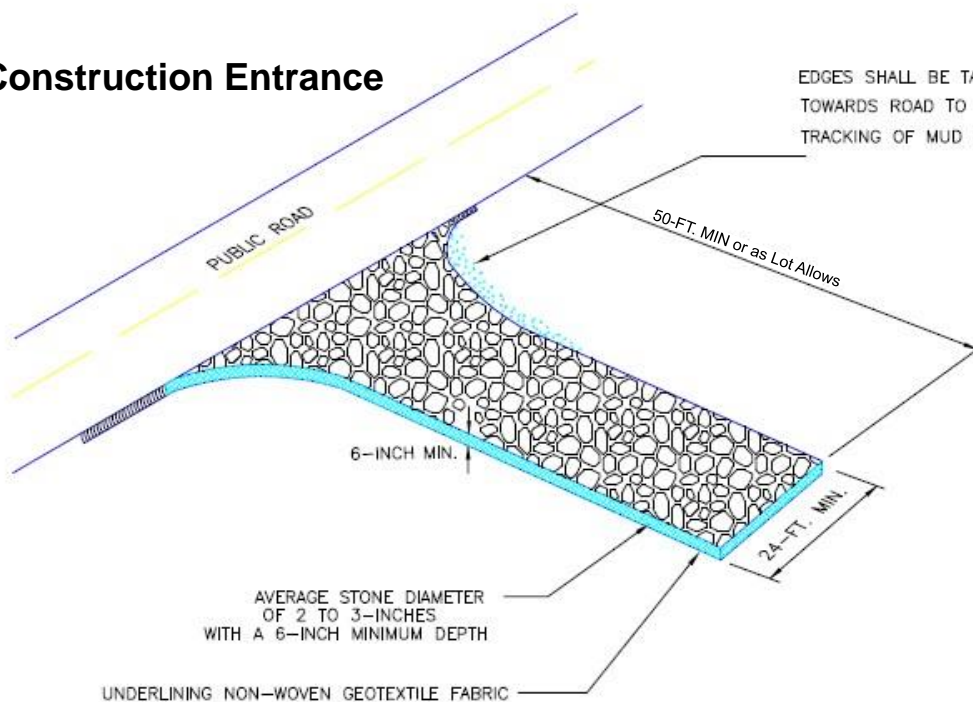 Construction Entrance
EDGES SHALL BE
TOWARDS ROAD TO
TRACKING OF MUD
PUBLIC ROAD
50-FT. MIN or as Lot Allows
6-INCH MIN.
24-FT. MIN.
AVERAGE STONE DIAMETER
OF 2 TO 3-INCHES
WITH A 6-INCH MINIMUM DEPTH
UNDERLINING NON-WOVEN GEOTEXTILE FABRIC